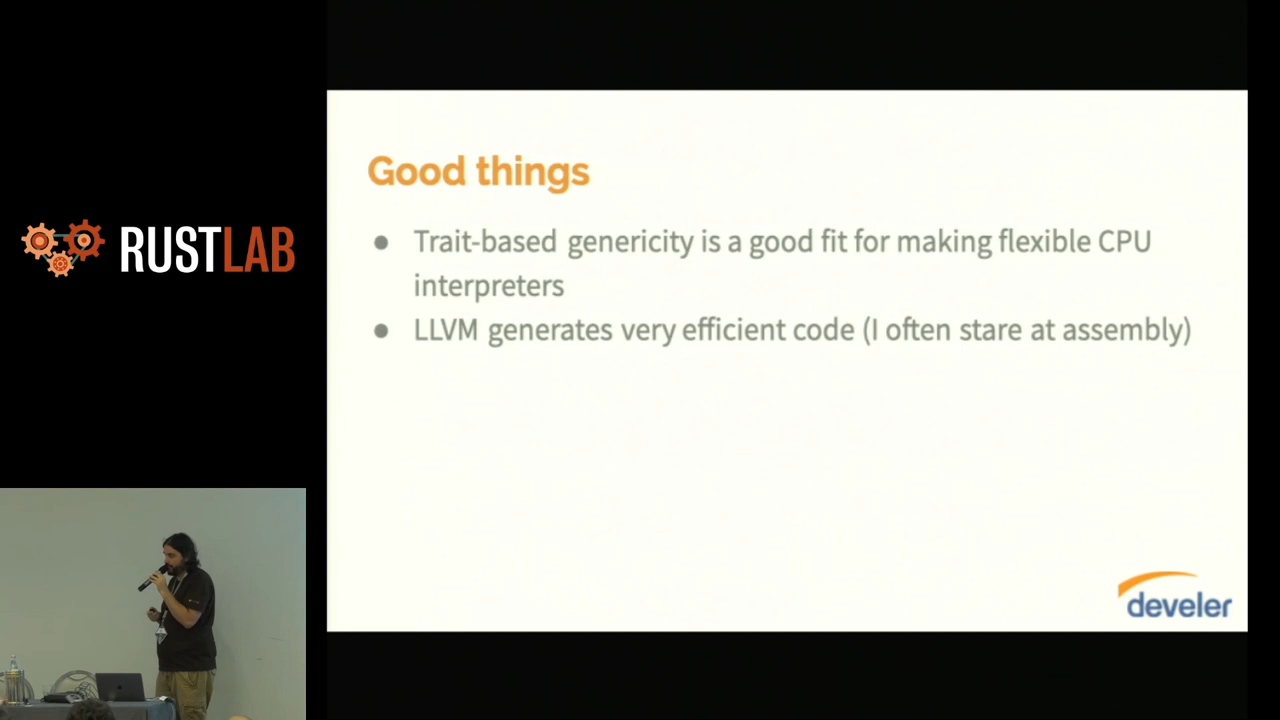 RUSTLAB
Good things
● Trait-based genericity is a good fit for making flexible CPU
interpreters
● LLVM generates very efficient code (I often stare at assembly)
develer